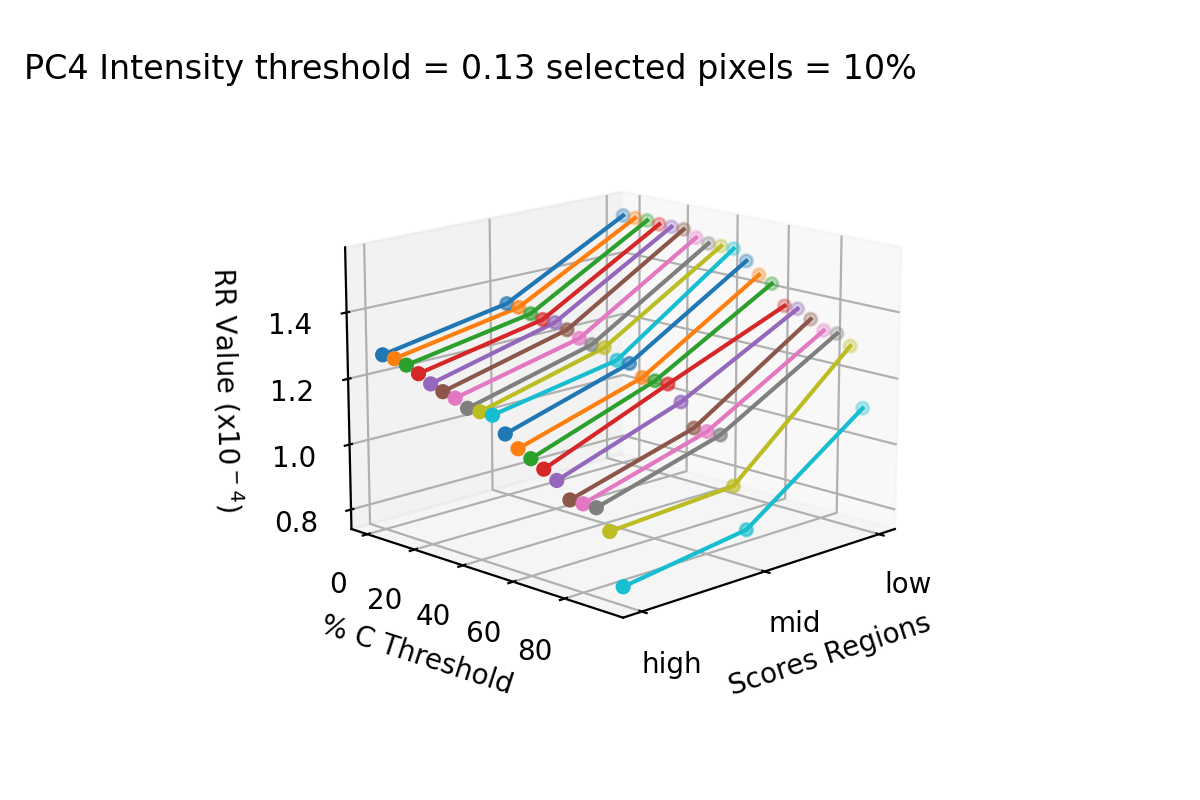 PC4 Intensity threshold = 0.13 selected pixels = 10%
RR Value (x10⁻⁴)
1.4
1.2
1.0
0.8
0
20
40
60
80
% C Threshold
high
mid
low
Scores Regions